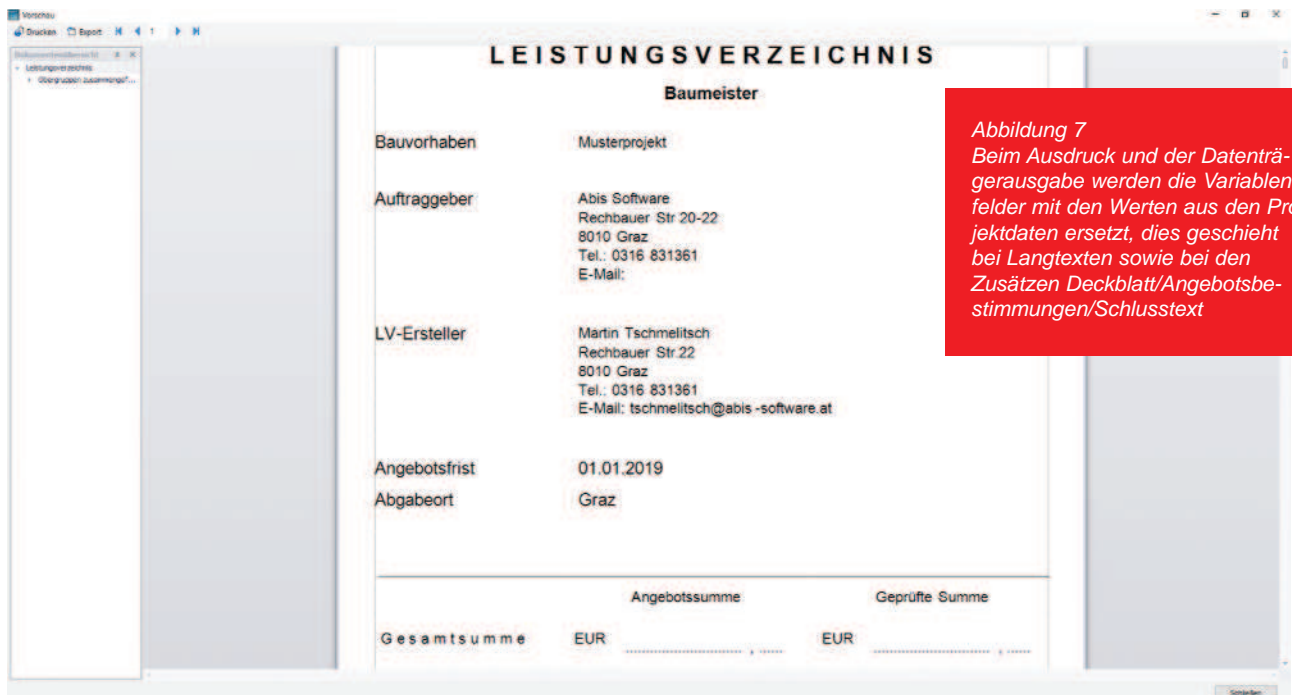 Vorschau
Drucken Export 1
Leistungsverzeichnis
LEISTUNGSVERZEICHNIS
Baumeister
Bauvorhaben Musterprojekt
Auftraggeber Abis Software
Rechbauer Str 20-22
8010 Graz
Tel.: 0316 831361
E-Mail:
LV-Ersteller Martin Tschmelitsch
Rechbauer Str.22
8010 Graz
Tel.: 0316 831361
E-Mail: tschmelitsch@abis-software.at
Angebotsfrist 01.01.2019
Abgabeort Graz
Angebotssumme Geprüfte Summe
Gesamtsumme EUR ..............................,...... EUR ..............................,......
Schließen
Abbildung 7
Beim Ausdruck und der Datenträ-
gerausgabe werden die Variablen
felder mit den Werten aus den Pro
jektdaten ersetzt, dies geschieht
bei Langtexten sowie bei den
Zusätzen Deckblatt/Angebotsbe-
stimmungen/Schlusstext